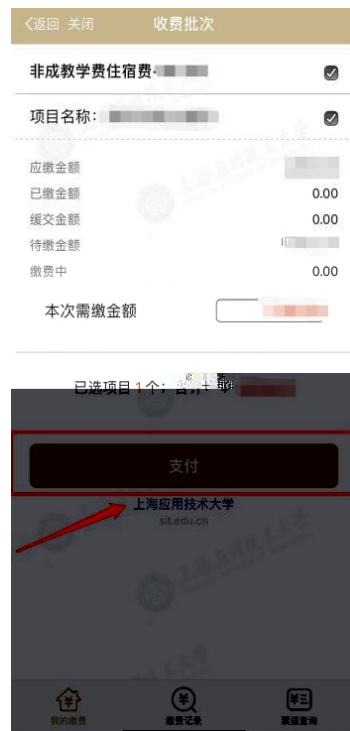 <返回 关闭 收费批次
非成教学费住宿费
项目名称：
应缴金额
已缴金额 0.00
缓交金额 0.00
待缴金额
缴费中 0.00
本次需缴金额
已选项目1个，合计：￥
支付
上海应用技术大学
sit.edu.cn
我的缴费 缴费记录 票据查询